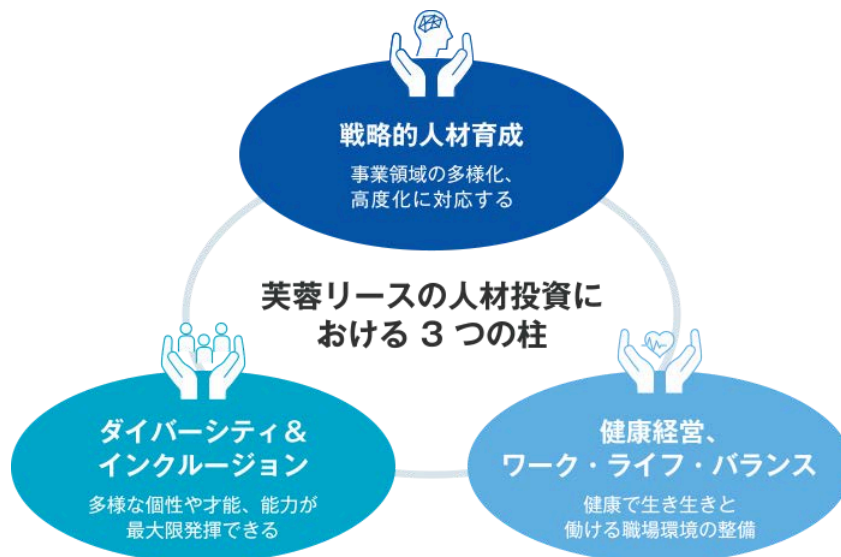 戦略的人材育成
事業領域の多様化、
高度化に対応する
芙蓉リースの人材投資に
おける 3 つの柱
ダイバーシティ&
インクルージョン
多様な個性や才能、能力が
最大限発揮できる
健康経営、
ワーク・ライフ・バランス
健康で生き生きと
働ける職場環境の整備